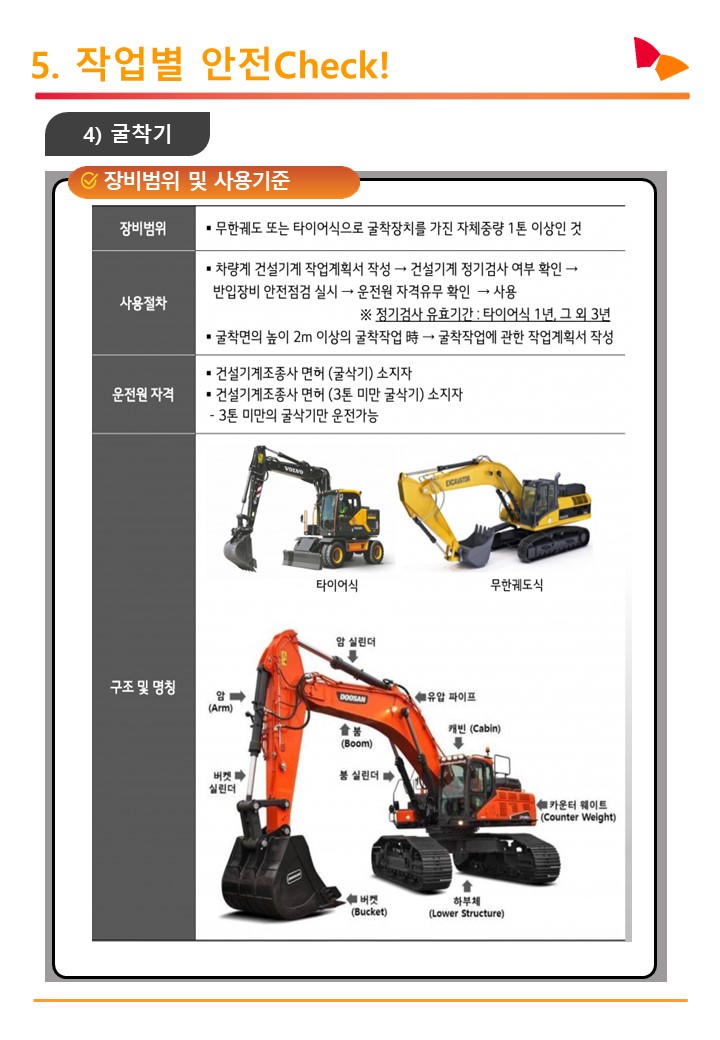 5. 작업별 안전Check!
4) 굴착기
장비범위 및 사용기준
장비범위
▪ 무한궤도 또는 타이어식으로 굴착장치를 가진 자체중량 1톤 이상인 것
사용절차
▪ 차량계 건설기계 작업계획서 작성 → 건설기계 정기검사 여부 확인 →
반입장비 안전점검 실시 → 운전원 자격유무 확인 → 사용
※ 정기검사 유효기간 : 타이어식 1년, 그 외 3년
▪ 굴착면의 높이 2m 이상의 굴착작업 時 → 굴착작업에 관한 작업계획서 작성
운전원 자격
▪ 건설기계조종사 면허 (굴삭기) 소지자
▪ 건설기계조종사 면허 (3톤 미만 굴삭기) 소지자
- 3톤 미만의 굴삭기만 운전가능
구조 및 명칭
VOLVO
EXCAVATOR
타이어식
무한궤도식
암 실린더
암
(Arm)
DOOSAN
유압 파이프
붐
(Boom)
캐빈 (Cabin)
버켓
실린더
붐 실린더
카운터 웨이트
(Counter Weight)
버켓
(Bucket)
하부체
(Lower Structure)